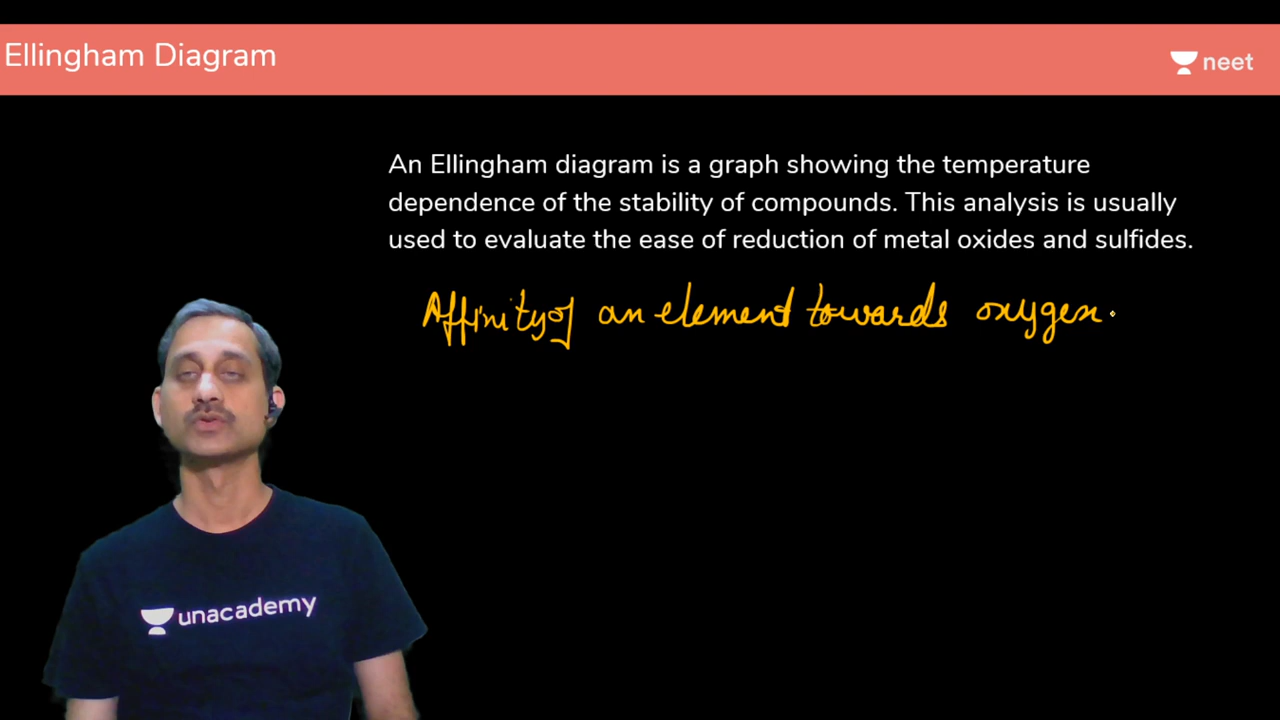 Ellingham Diagram
neet
An Ellingham diagram is a graph showing the temperature
dependence of the stability of compounds. This analysis is usually
used to evaluate the ease of reduction of metal oxides and sulfides.
Affinity of an element towards oxygen.
unacademy